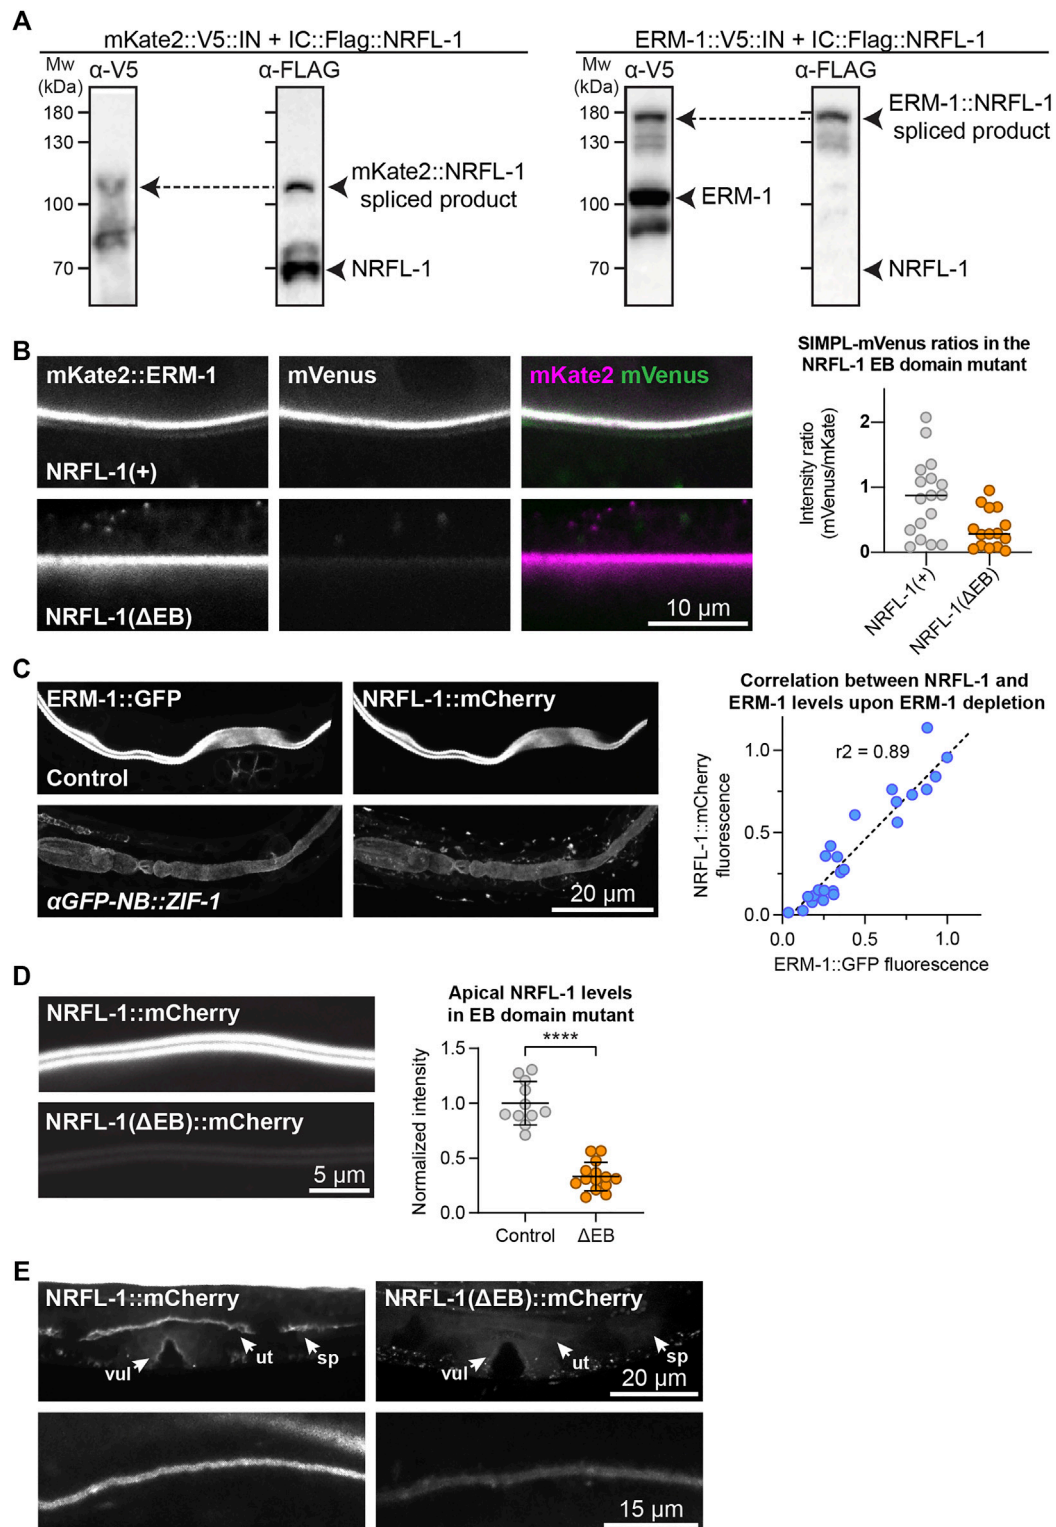 A
mKate2::V5::IN + IC::Flag::NRFL-1
Mw
(kDa)
α-V5
α-FLAG
180
130
100
70
mKate2::NRFL-1
spliced product
NRFL-1
ERM-1::V5::IN + IC::Flag::NRFL-1
Mw
(kDa)
α-V5
α-FLAG
180
130
100
70
ERM-1::NRFL-1
spliced product
ERM-1
NRFL-1
B
mKate2::ERM-1
mVenus
mKate2 mVenus
NRFL-1(+)
NRFL-1(ΔEB)
10 µm
SIMPL-mVenus ratios in the
NRFL-1 EB domain mutant
Intensity ratio
(mVenus/mKate)
2
1
0
NRFL-1(+)
NRFL-1(ΔEB)
C
ERM-1::GFP
NRFL-1::mCherry
Control
αGFP-NB::ZIF-1
20 µm
Correlation between NRFL-1 and
ERM-1 levels upon ERM-1 depletion
r2 = 0.89
NRFL-1::mCherry
fluorescence
1.0
0.5
0.0
0.0
0.5
1.0
ERM-1::GFP fluorescence
D
NRFL-1::mCherry
NRFL-1(ΔEB)::mCherry
5 µm
Apical NRFL-1 levels
in EB domain mutant
****
Normalized intensity
1.5
1.0
0.5
0.0
Control
ΔEB
E
NRFL-1::mCherry
vul
ut
sp
NRFL-1(ΔEB)::mCherry
vul
ut
sp
20 µm
15 µm